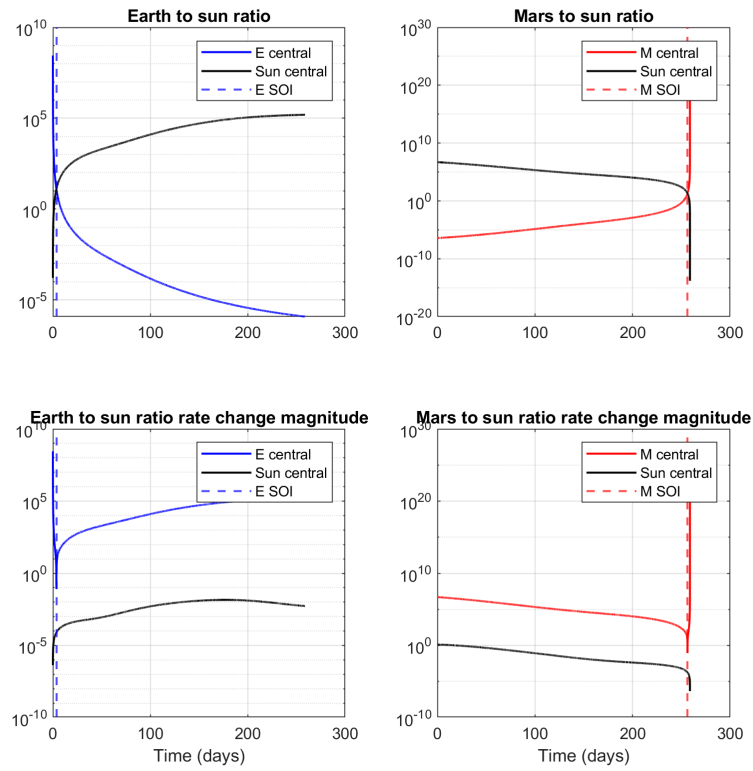 Earth to sun ratio
10^10
10^5
10^0
10^-5
0
100
200
300
E central
Sun central
E SOI
Mars to sun ratio
10^30
10^20
10^10
10^0
10^-10
10^-20
0
100
200
300
M central
Sun central
M SOI
Earth to sun ratio rate change magnitude
10^10
10^5
10^0
10^-5
10^-10
0
100
200
300
Time (days)
E central
Sun central
E SOI
Mars to sun ratio rate change magnitude
10^30
10^20
10^10
10^0
10^-10
0
100
200
300
Time (days)
M central
Sun central
M SOI